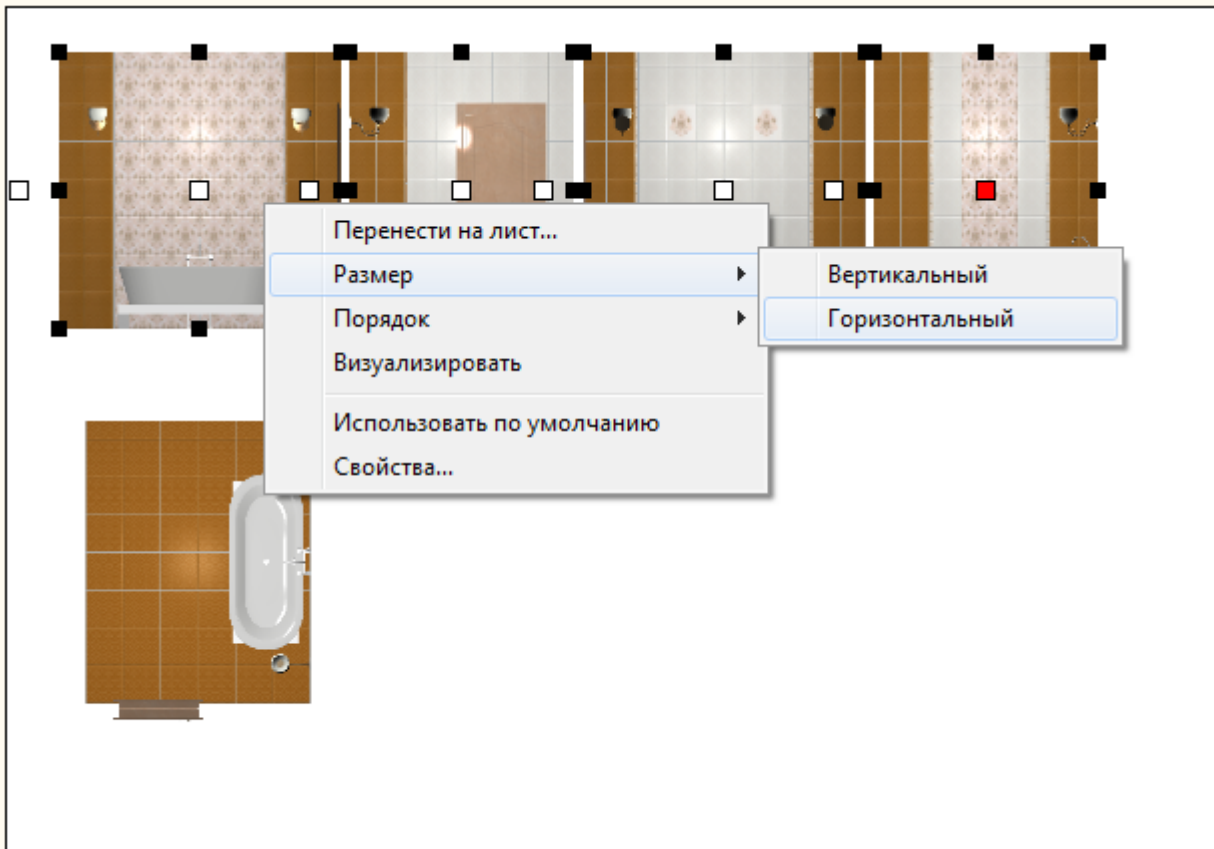 Перенести на лист...
Размер
Вертикальный
Порядок
Горизонтальный
Визуализировать
Использовать по умолчанию
Свойства...